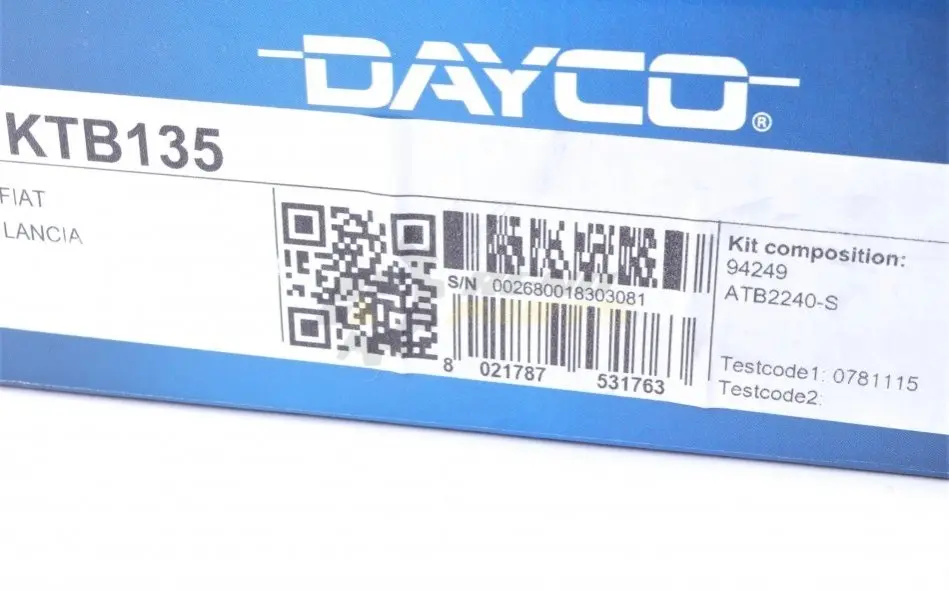 DAYCO®
KTB135
FIAT
LANCIA
S/N 002680018303081
8 021787 531763
Kit composition:
94249
ATB2240-S
Testcode1: 0781115
Testcode2: